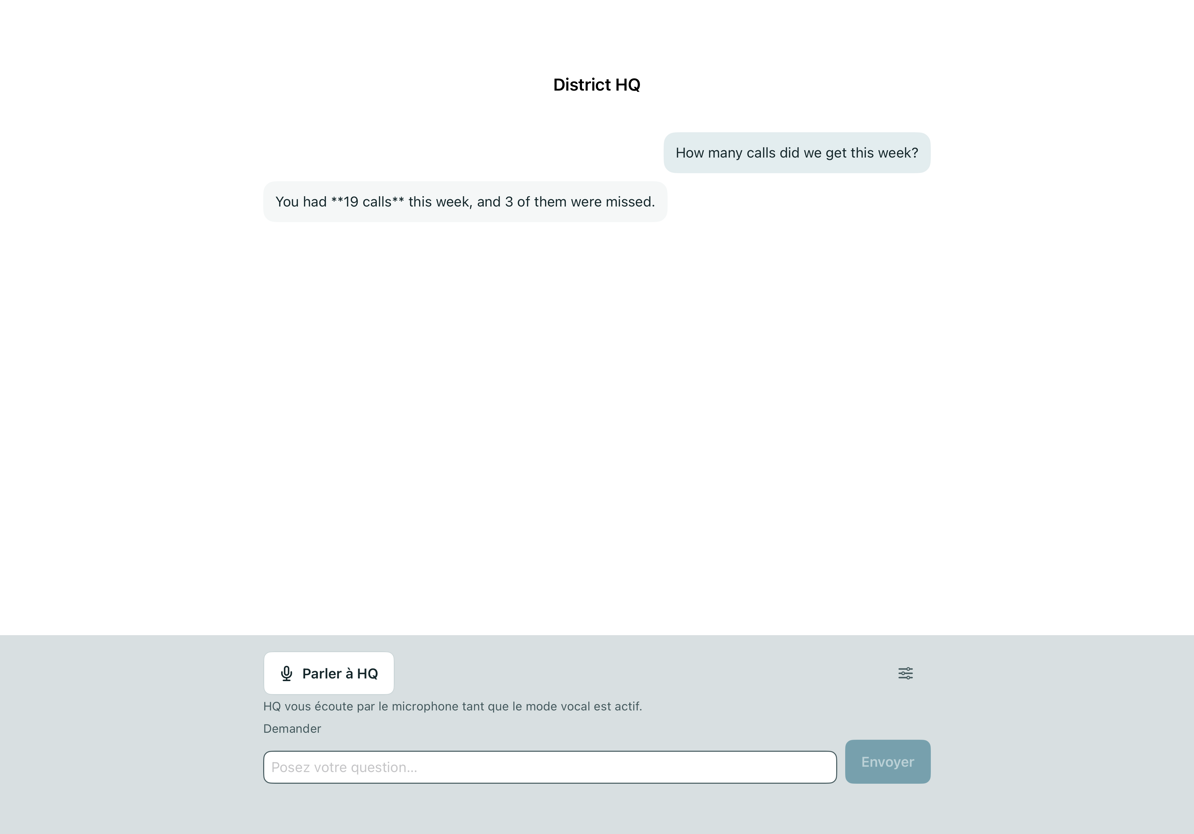 District HQ
How many calls did we get this week?
You had **19 calls** this week, and 3 of them were missed.
Parler à HQ
HQ vous écoute par le microphone tant que le mode vocal est actif.
Demander
Posez votre question...
Envoyer